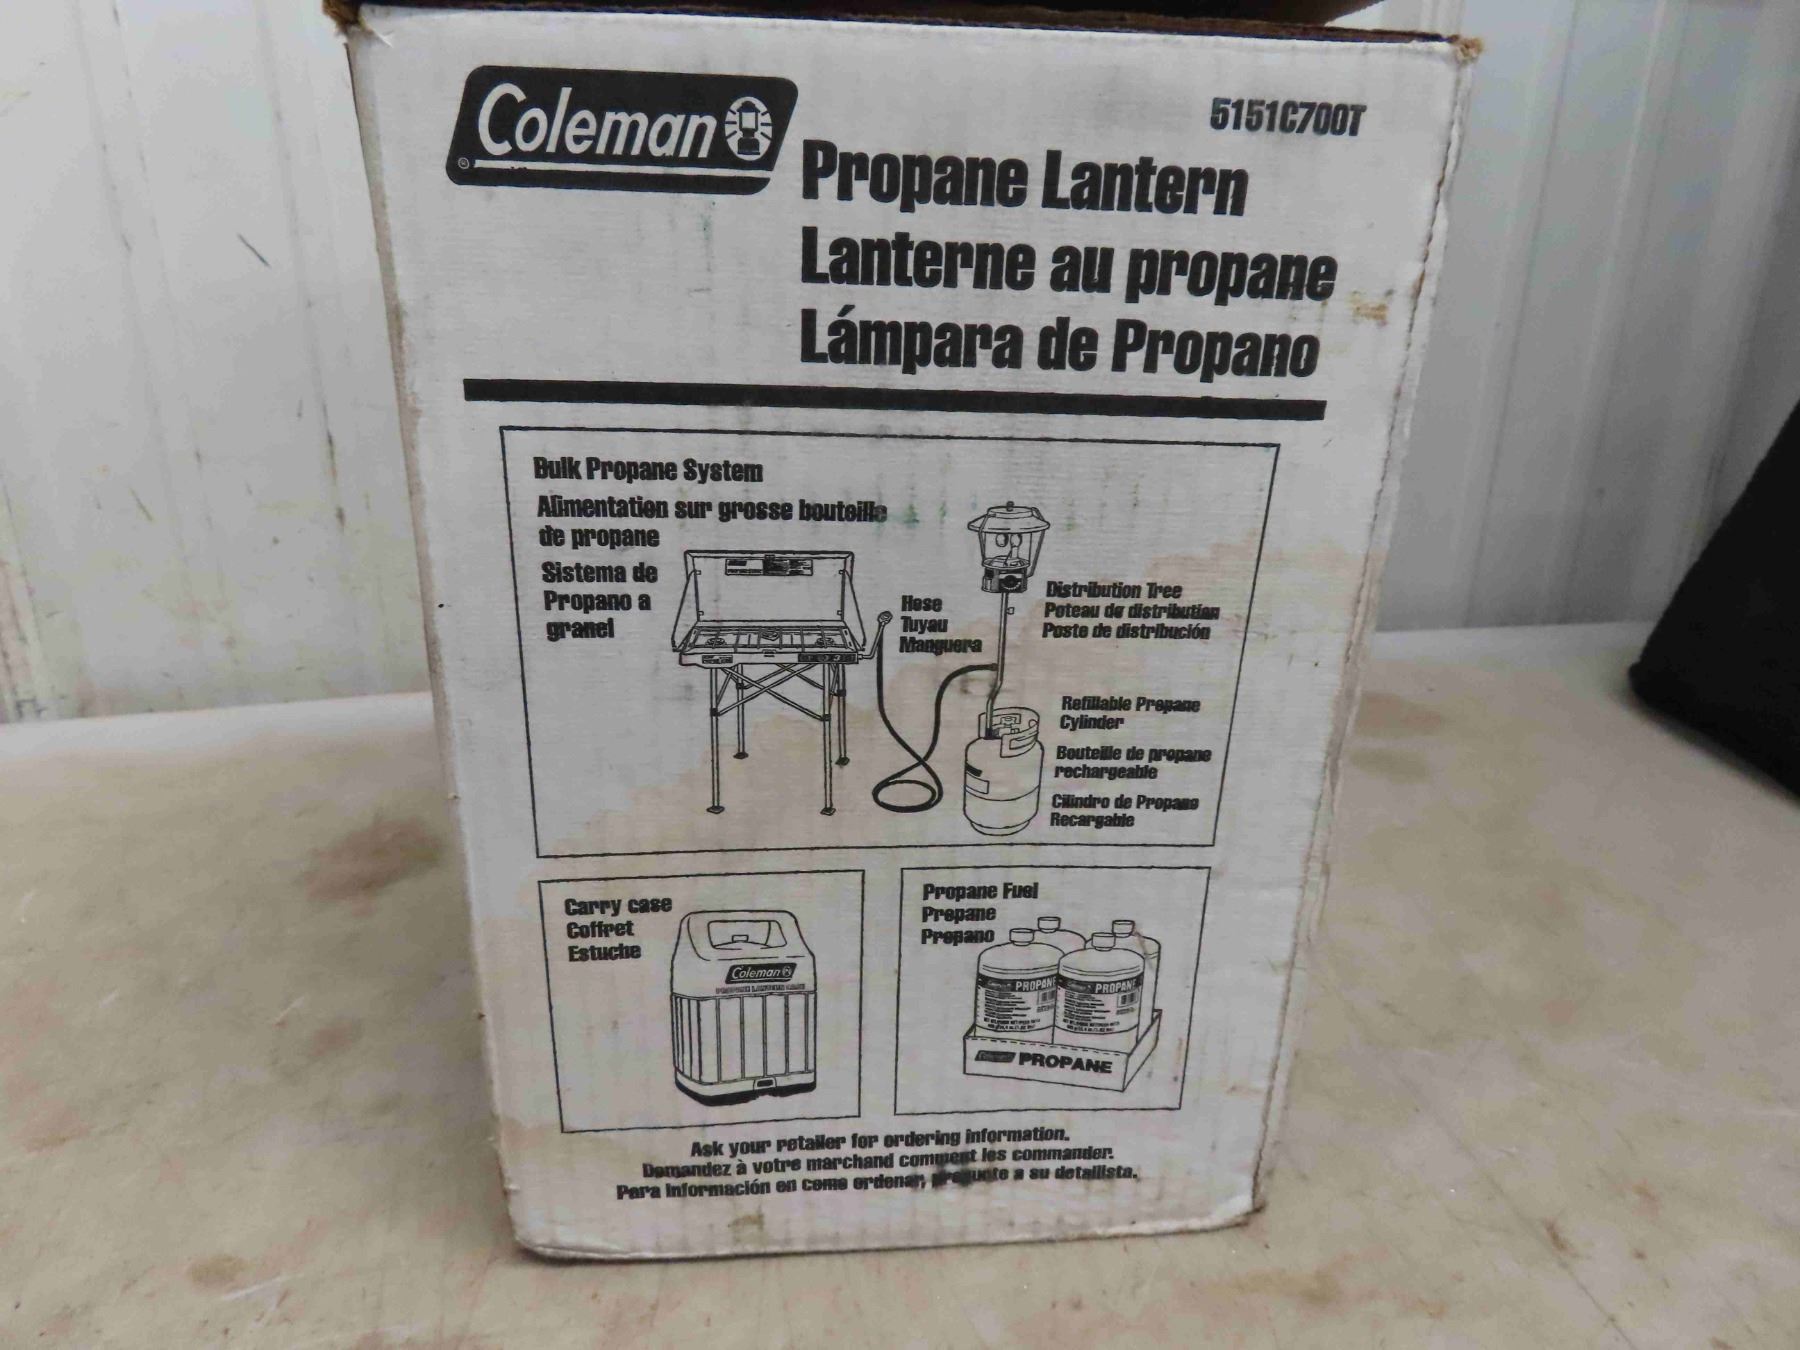 Coleman
5151C700T
Propane Lantern
Lanterne au propane
Lámpara de Propano
Bulk Propane System
Alimentation sur grosse bouteille
de propane
Sistema de
Propano a
granel
Hose
Tuyau
Manguera
Distribution Tree
Poteau de distribution
Poste de distribución
Refillable Propane
Cylinder
Bouteille de propane
rechargeable
Cilindro de Propano
Recargable
Carry case
Coffret
Estuche
Coleman
PROPANE LANTERN CASE
Propane Fuel
Propane
Propano
PROPANE
PROPANE
Coleman PROPANE
Ask your retailer for ordering information.
Demandez à votre marchand comment les commander.
Para Información en como ordenar, pregunte a su detallista.